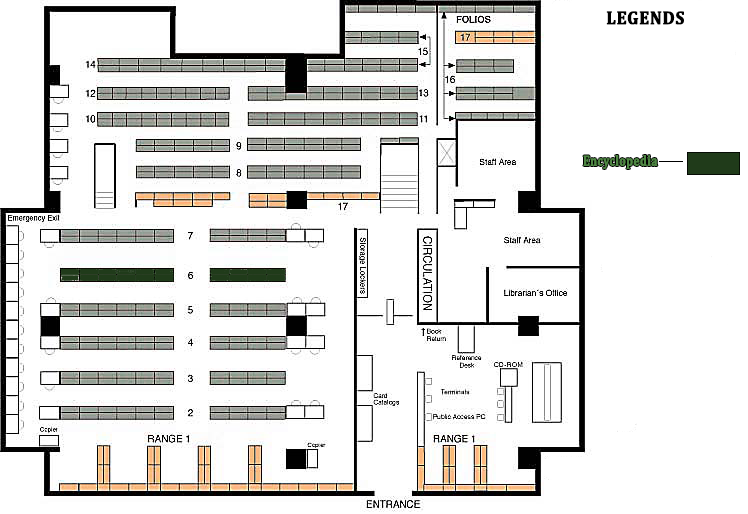 LEGENDS
FOLIOS
17
15
14
16
12
13
10
11
9
Staff Area
Encyclopedia
8
17
Emergency Exit
7
Storage Lockers
CIRCULATION
Staff Area
6
Librarian´s Office
5
Book
Return
4
Reference
Desk
CD-ROM
3
Card
Catalogs
Terminals
2
Public Access PC
Copier
RANGE 1
Copier
RANGE 1
ENTRANCE